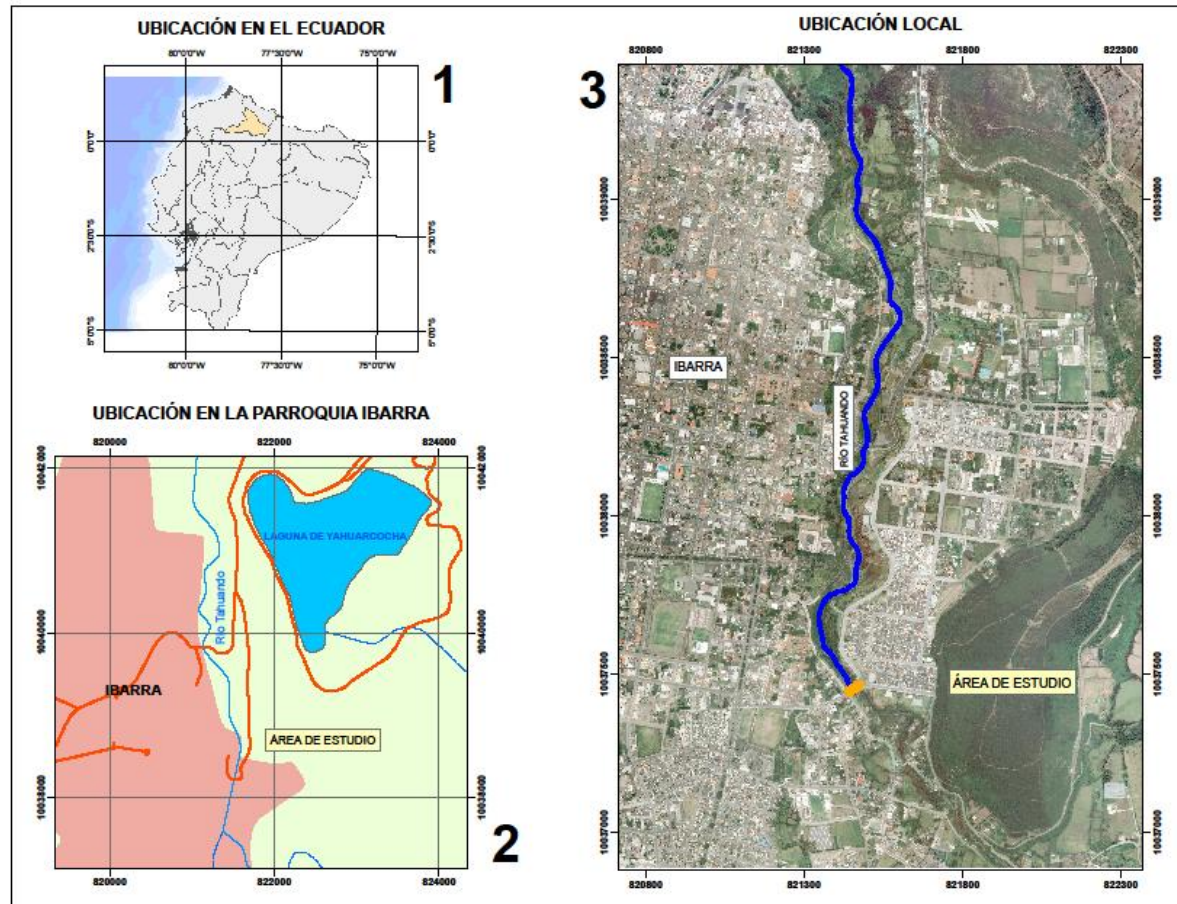 UBICACIÓN EN EL ECUADOR
80°0'0"W 77°30'0"W 75°0'0"W
1
0°0'0" 0°0'0"
2°30'0"S 2°30'0"S
5°0'0"S 5°0'0"S
80°0'0"W 77°30'0"W 75°0'0"W
UBICACIÓN EN LA PARROQUIA IBARRA
820000 822000 824000
10042000 10042000
LAGUNA DE YAHUARCOCHA
Río Tahuando
10040000 10040000
IBARRA
ÁREA DE ESTUDIO
10038000 10038000
2
820000 822000 824000
UBICACIÓN LOCAL
820800 821300 821800 822300
3
10039000 10039000
10038500 10038500
IBARRA
RÍO TAHUANDO
10038000 10038000
10037500 10037500
ÁREA DE ESTUDIO
10037000 10037000
820800 821300 821800 822300